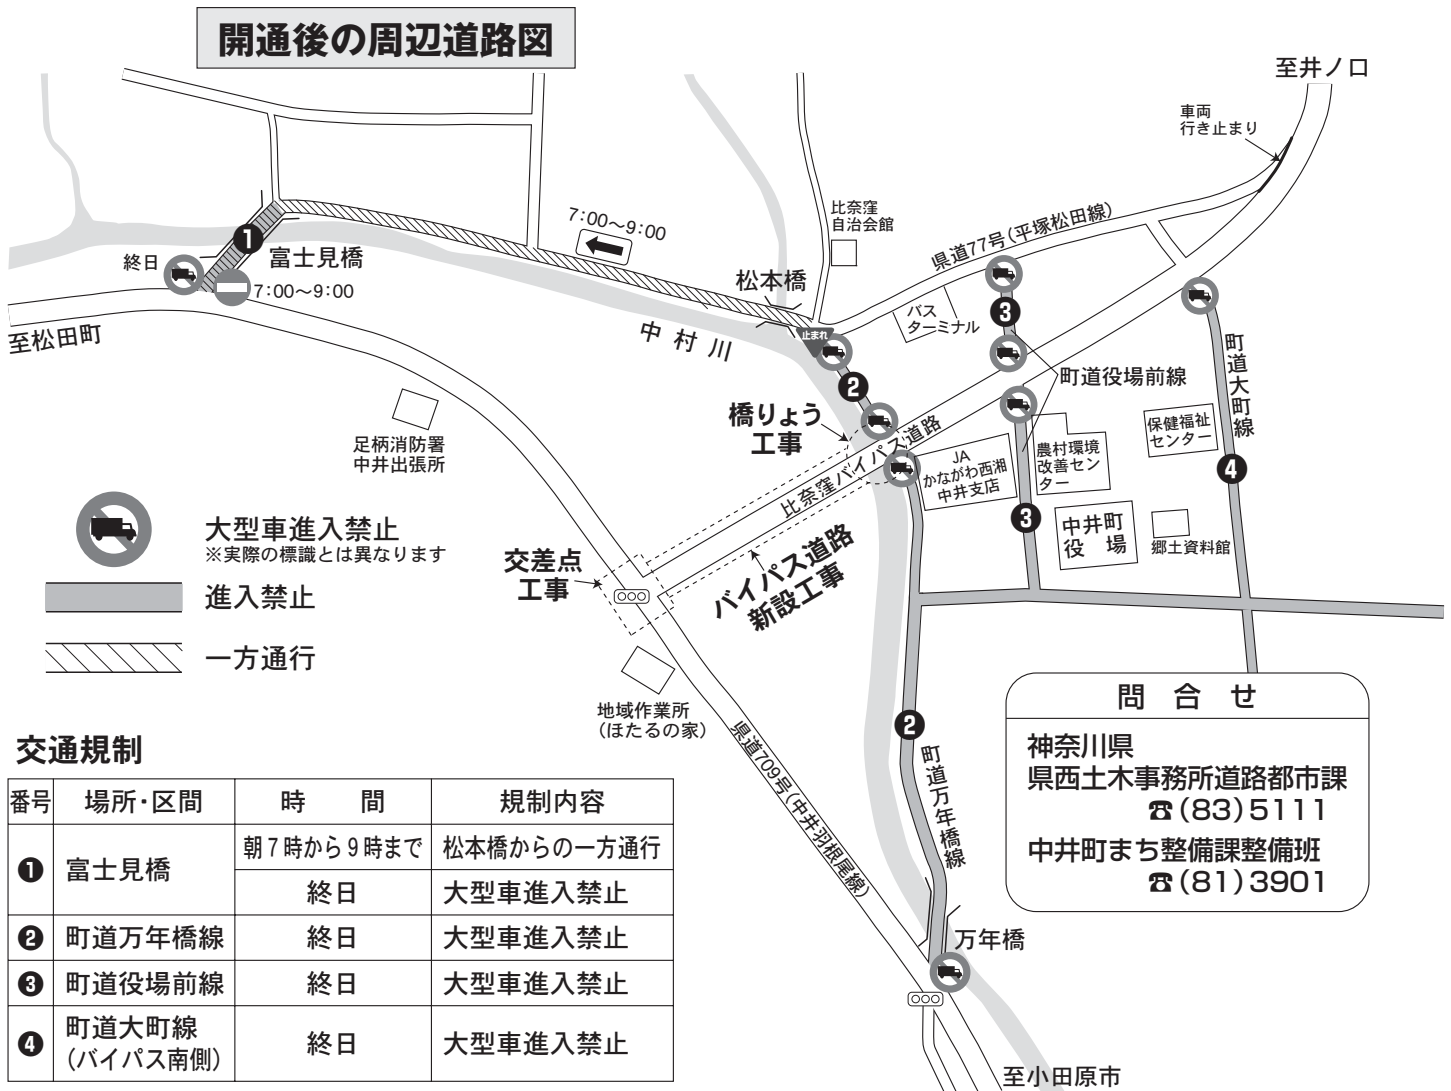 開通後の周辺道路図
至井ノ口
車両
行き止まり
比奈窪
自治会館
県道77号(平塚松田線)
7:00～9:00
❶
終日
富士見橋
7:00～9:00
松本橋
止まれ
バス
ターミナル
❸
至松田町
中村川
❷
町道役場前線
町道大町線
橋りょう
工事
比奈窪バイパス道路
足柄消防署
中井出張所
JA
かながわ西湘
中井支店
農村環境
改善セン
ター
保健福祉
センター
❹
❸
中井町
役場
郷土資料館
大型車進入禁止
※実際の標識とは異なります
進入禁止
一方通行
交差点
工事
バイパス道路
新設工事
地域作業所
(ほたるの家)
県道709号(中井羽根尾線)
❷
町道万年橋線
万年橋
至小田原市
問合せ
神奈川県
県西土木事務所道路都市課
☎(83)5111
中井町まち整備課整備班
☎(81)3901
交通規制
番号 場所・区間 時間 規制内容
❶ 富士見橋 朝7時から9時まで 松本橋からの一方通行
終日 大型車進入禁止
❷ 町道万年橋線 終日 大型車進入禁止
❸ 町道役場前線 終日 大型車進入禁止
❹ 町道大町線 終日 大型車進入禁止
(バイパス南側)